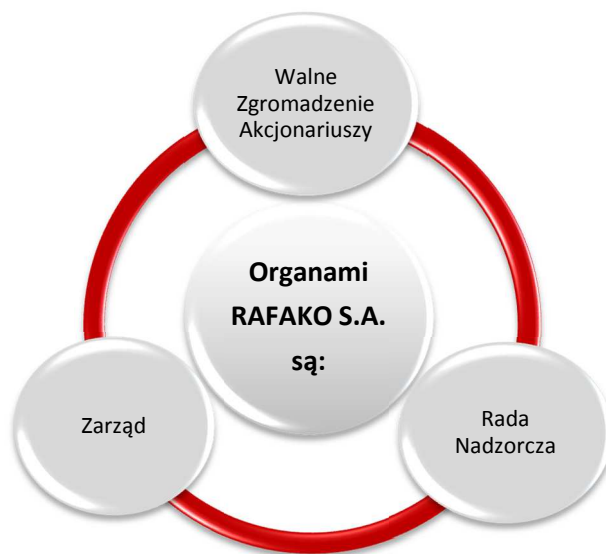 Walne
Zgromadzenie
Akcjonariuszy
Organami
RAFAKO S.A.
są:
Zarząd
Rada
Nadzorcza